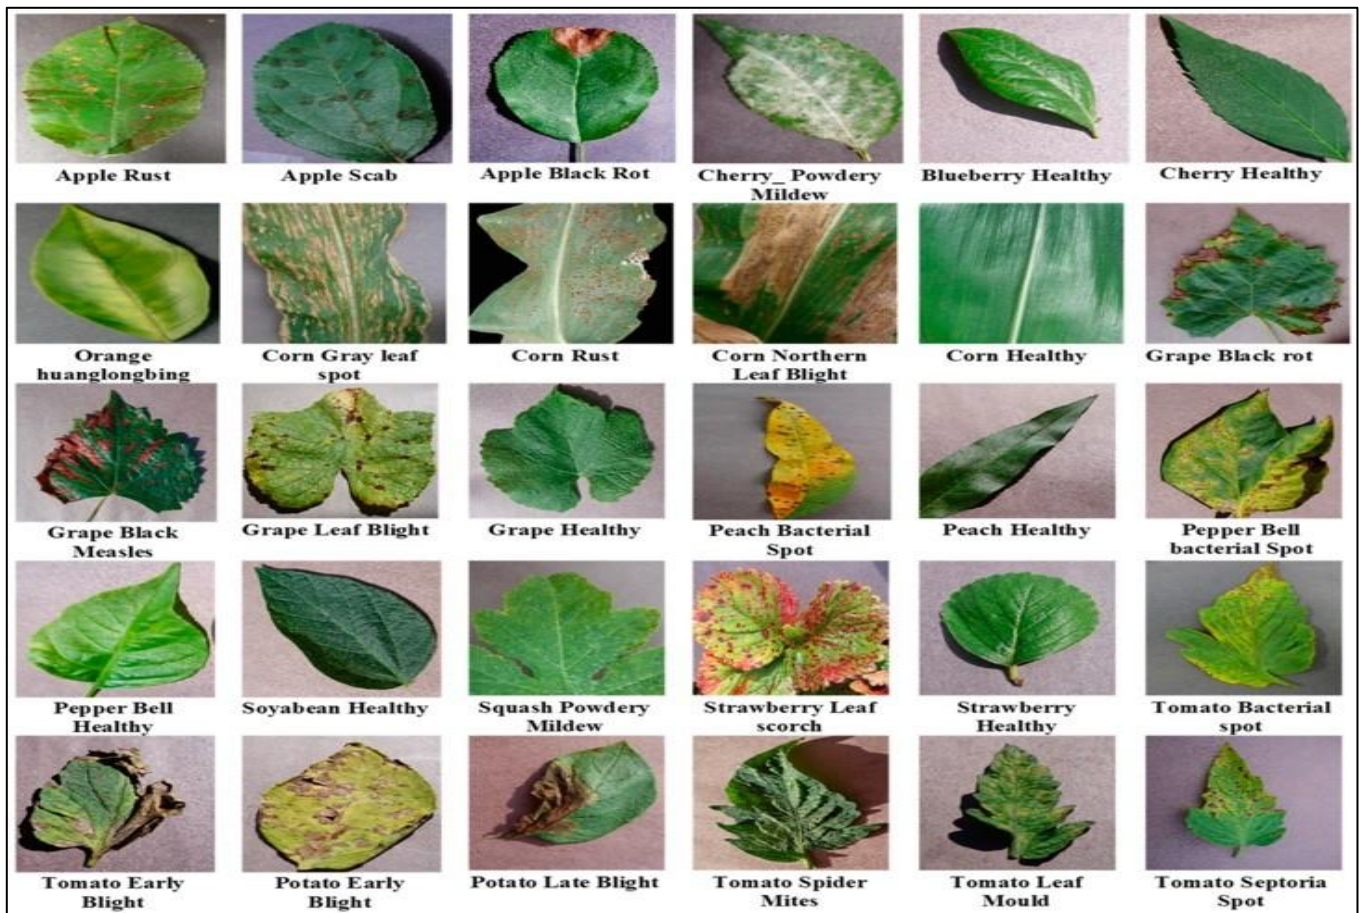 Apple Rust
Apple Scab
Apple Black Rot
Cherry_ Powdery
Mildew
Blueberry Healthy
Cherry Healthy
Orange
huanglongbing
Corn Gray leaf
spot
Corn Rust
Corn Northern
Leaf Blight
Corn Healthy
Grape Black rot
Grape Black
Measles
Grape Leaf Blight
Grape Healthy
Peach Bacterial
Spot
Peach Healthy
Pepper Bell
bacterial Spot
Pepper Bell
Healthy
Soyabean Healthy
Squash Powdery
Mildew
Strawberry Leaf
scorch
Strawberry
Healthy
Tomato Bacterial
spot
Tomato Early
Blight
Potato Early
Blight
Potato Late Blight
Tomato Spider
Mites
Tomato Leaf
Mould
Tomato Septoria
Spot